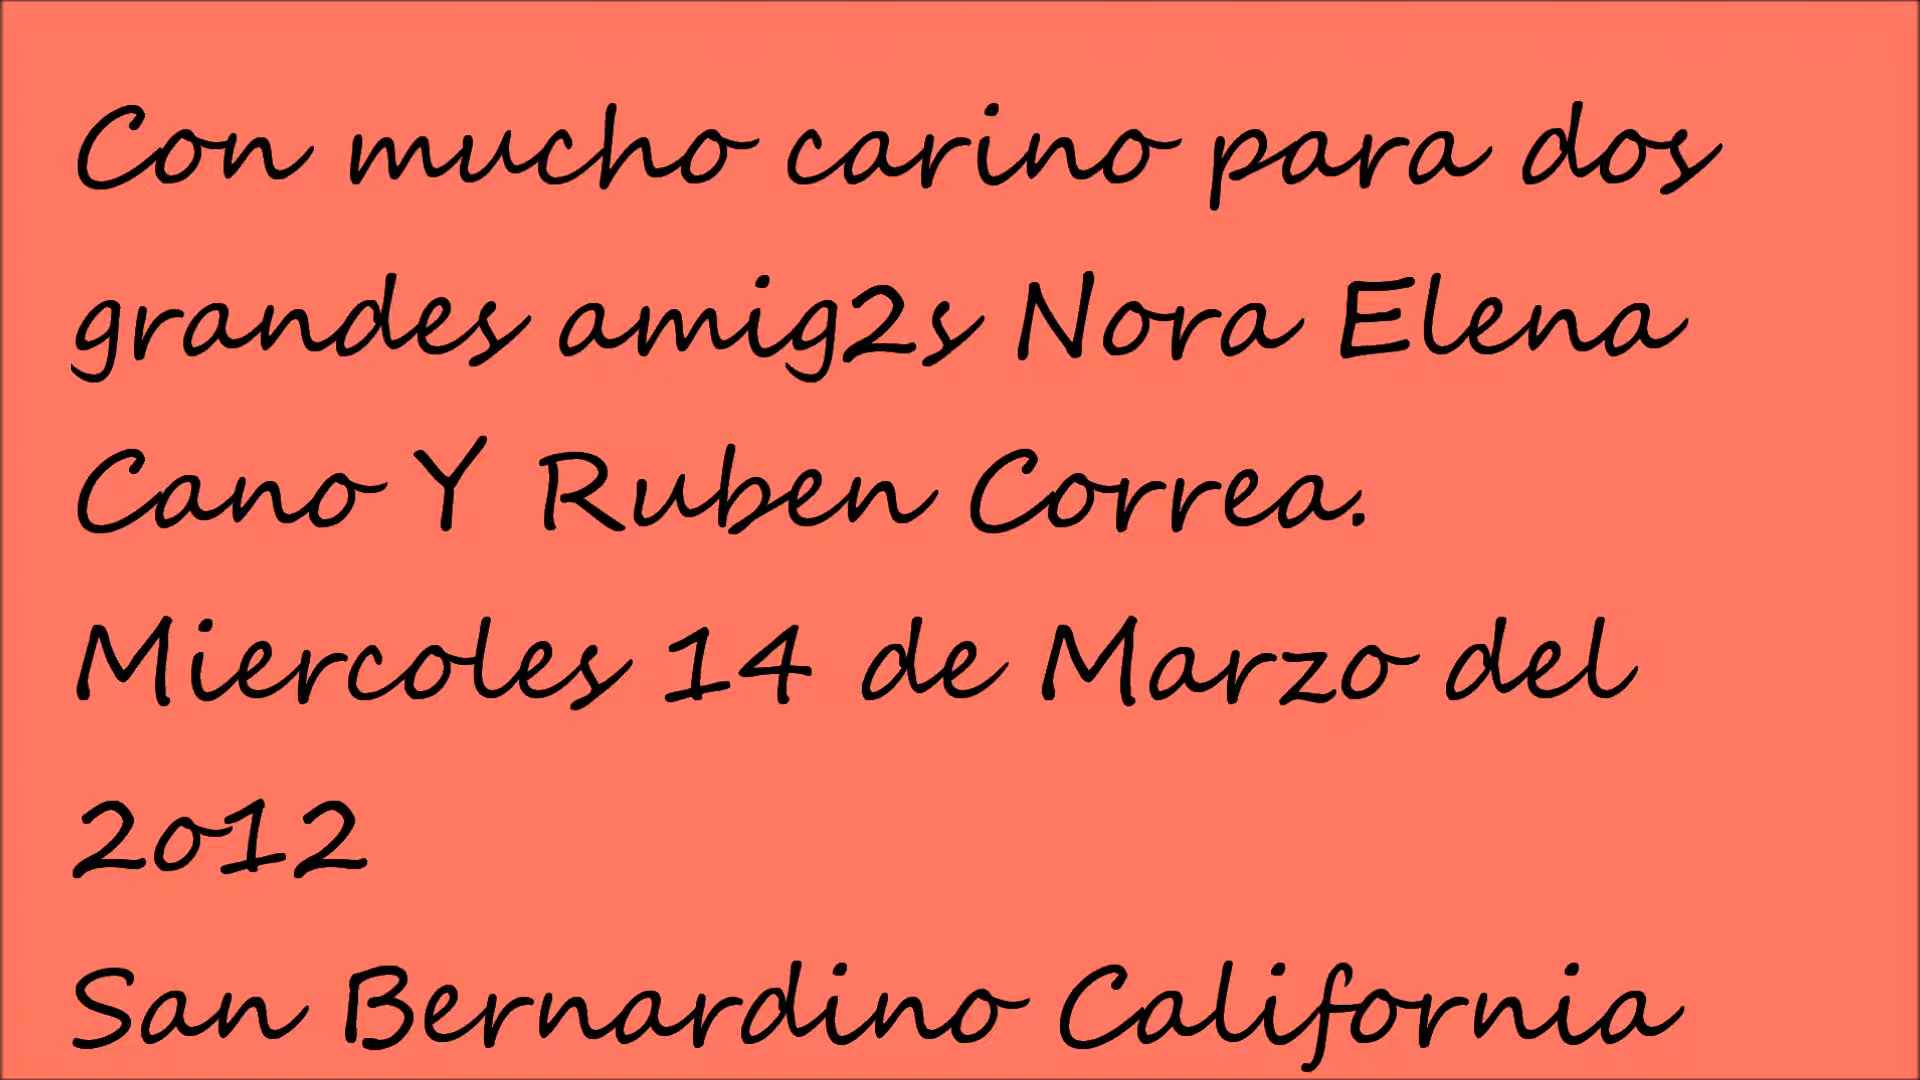 Con mucho carino para dos
grandes amig2s Nora Elena
Cano Y Ruben Correa.
Miercoles 14 de Marzo del
2o12
San Bernardino California